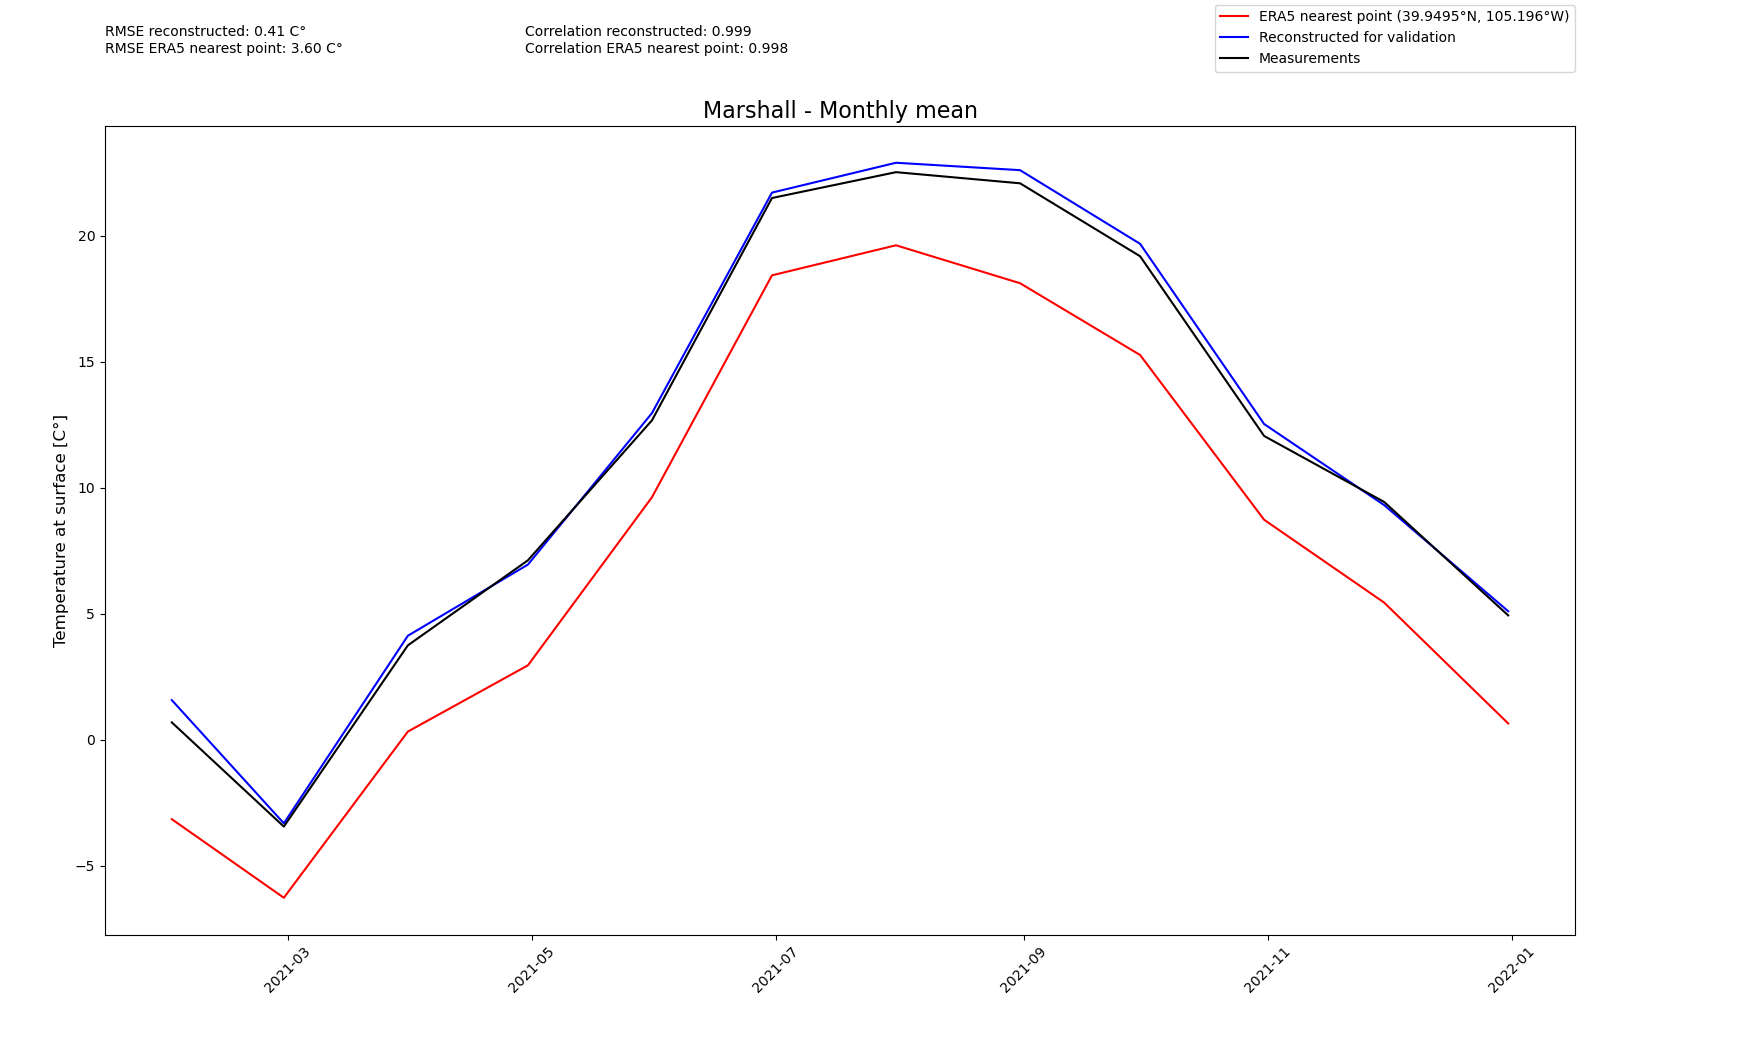 RMSE reconstructed: 0.41 C°
RMSE ERA5 nearest point: 3.60 C°
Correlation reconstructed: 0.999
Correlation ERA5 nearest point: 0.998
ERA5 nearest point (39.9495°N, 105.196°W)
Reconstructed for validation
Measurements
Marshall - Monthly mean
Temperature at surface [C°]
20
15
10
5
0
−5
2021-03
2021-05
2021-07
2021-09
2021-11
2022-01